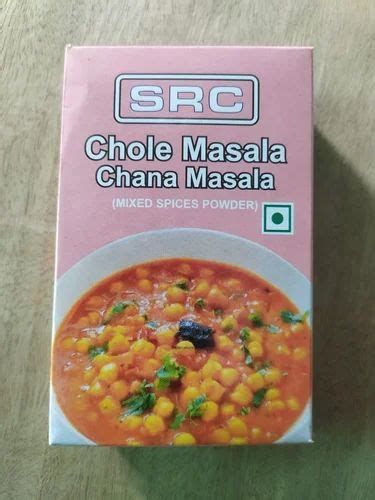 SRC
Chole Masala
Chana Masala
(MIXED SPICES POWDER)